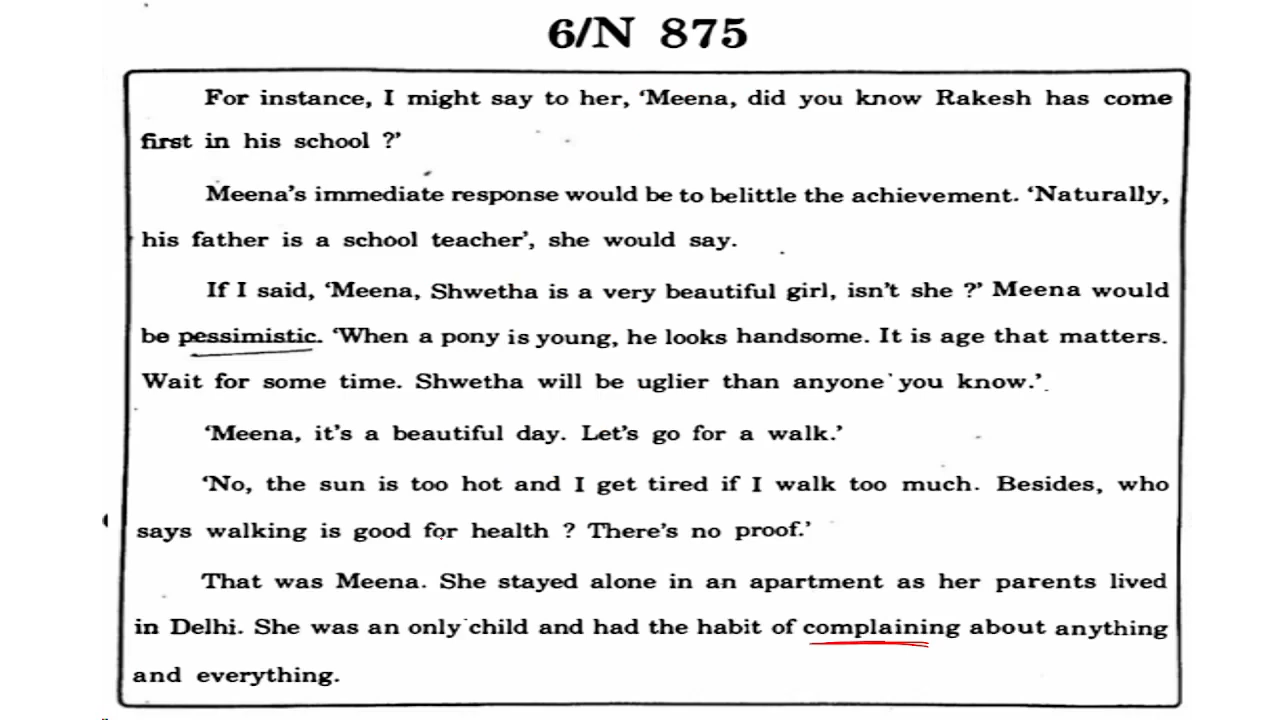 6/N 875
For instance, I might say to her, ‘Meena, did you know Rakesh has come
first in his school ?’
Meena’s immediate response would be to belittle the achievement. ‘Naturally,
his father is a school teacher’, she would say.
If I said, ‘Meena, Shwetha is a very beautiful girl, isn’t she ?’ Meena would
be pessimistic. ‘When a pony is young, he looks handsome. It is age that matters.
Wait for some time. Shwetha will be uglier than anyone you know.’
‘Meena, it’s a beautiful day. Let’s go for a walk.’
‘No, the sun is too hot and I get tired if I walk too much. Besides, who
says walking is good for health ? There’s no proof.’
That was Meena. She stayed alone in an apartment as her parents lived
in Delhi. She was an only child and had the habit of complaining about anything
and everything.